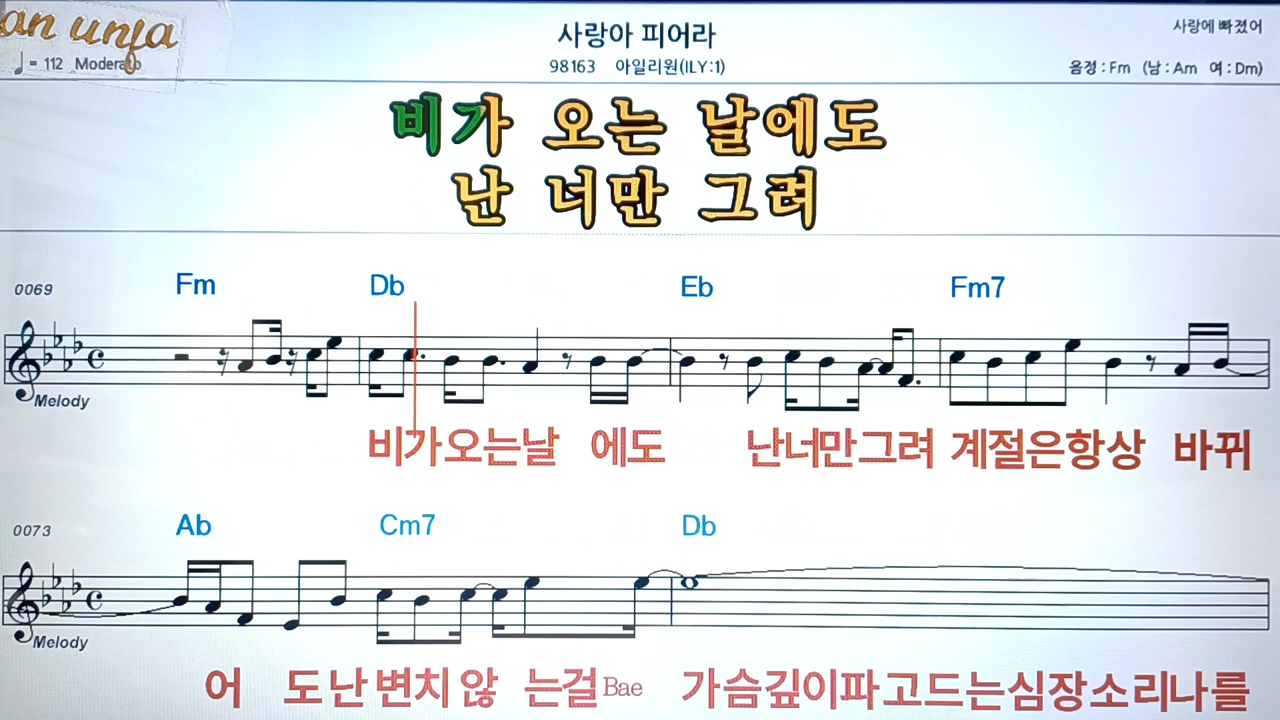 an unja
사랑아 피어라
사랑에 빠졌어
♩= 112 Moderato
98163 아일리원(ILY:1)
음정 : Fm (남 : Am 여 : Dm)
비가 오는 날에도
난 너만 그려
0069 Fm Db Eb Fm7
Melody
비가오는날 에도 난너만그려 계절은항상 바뀌
0073 Ab Cm7 Db
Melody
어 도난변치않 는걸 Bae 가슴깊이파고드는심장소리나를